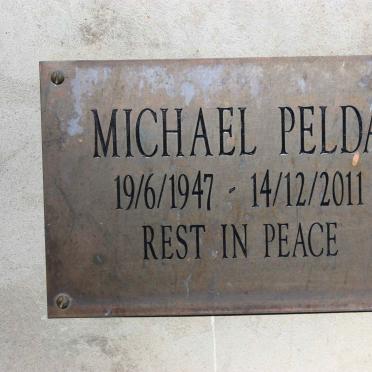 MICHAEL PELDA
19/6/1947 - 14/12/2011
REST IN PEACE